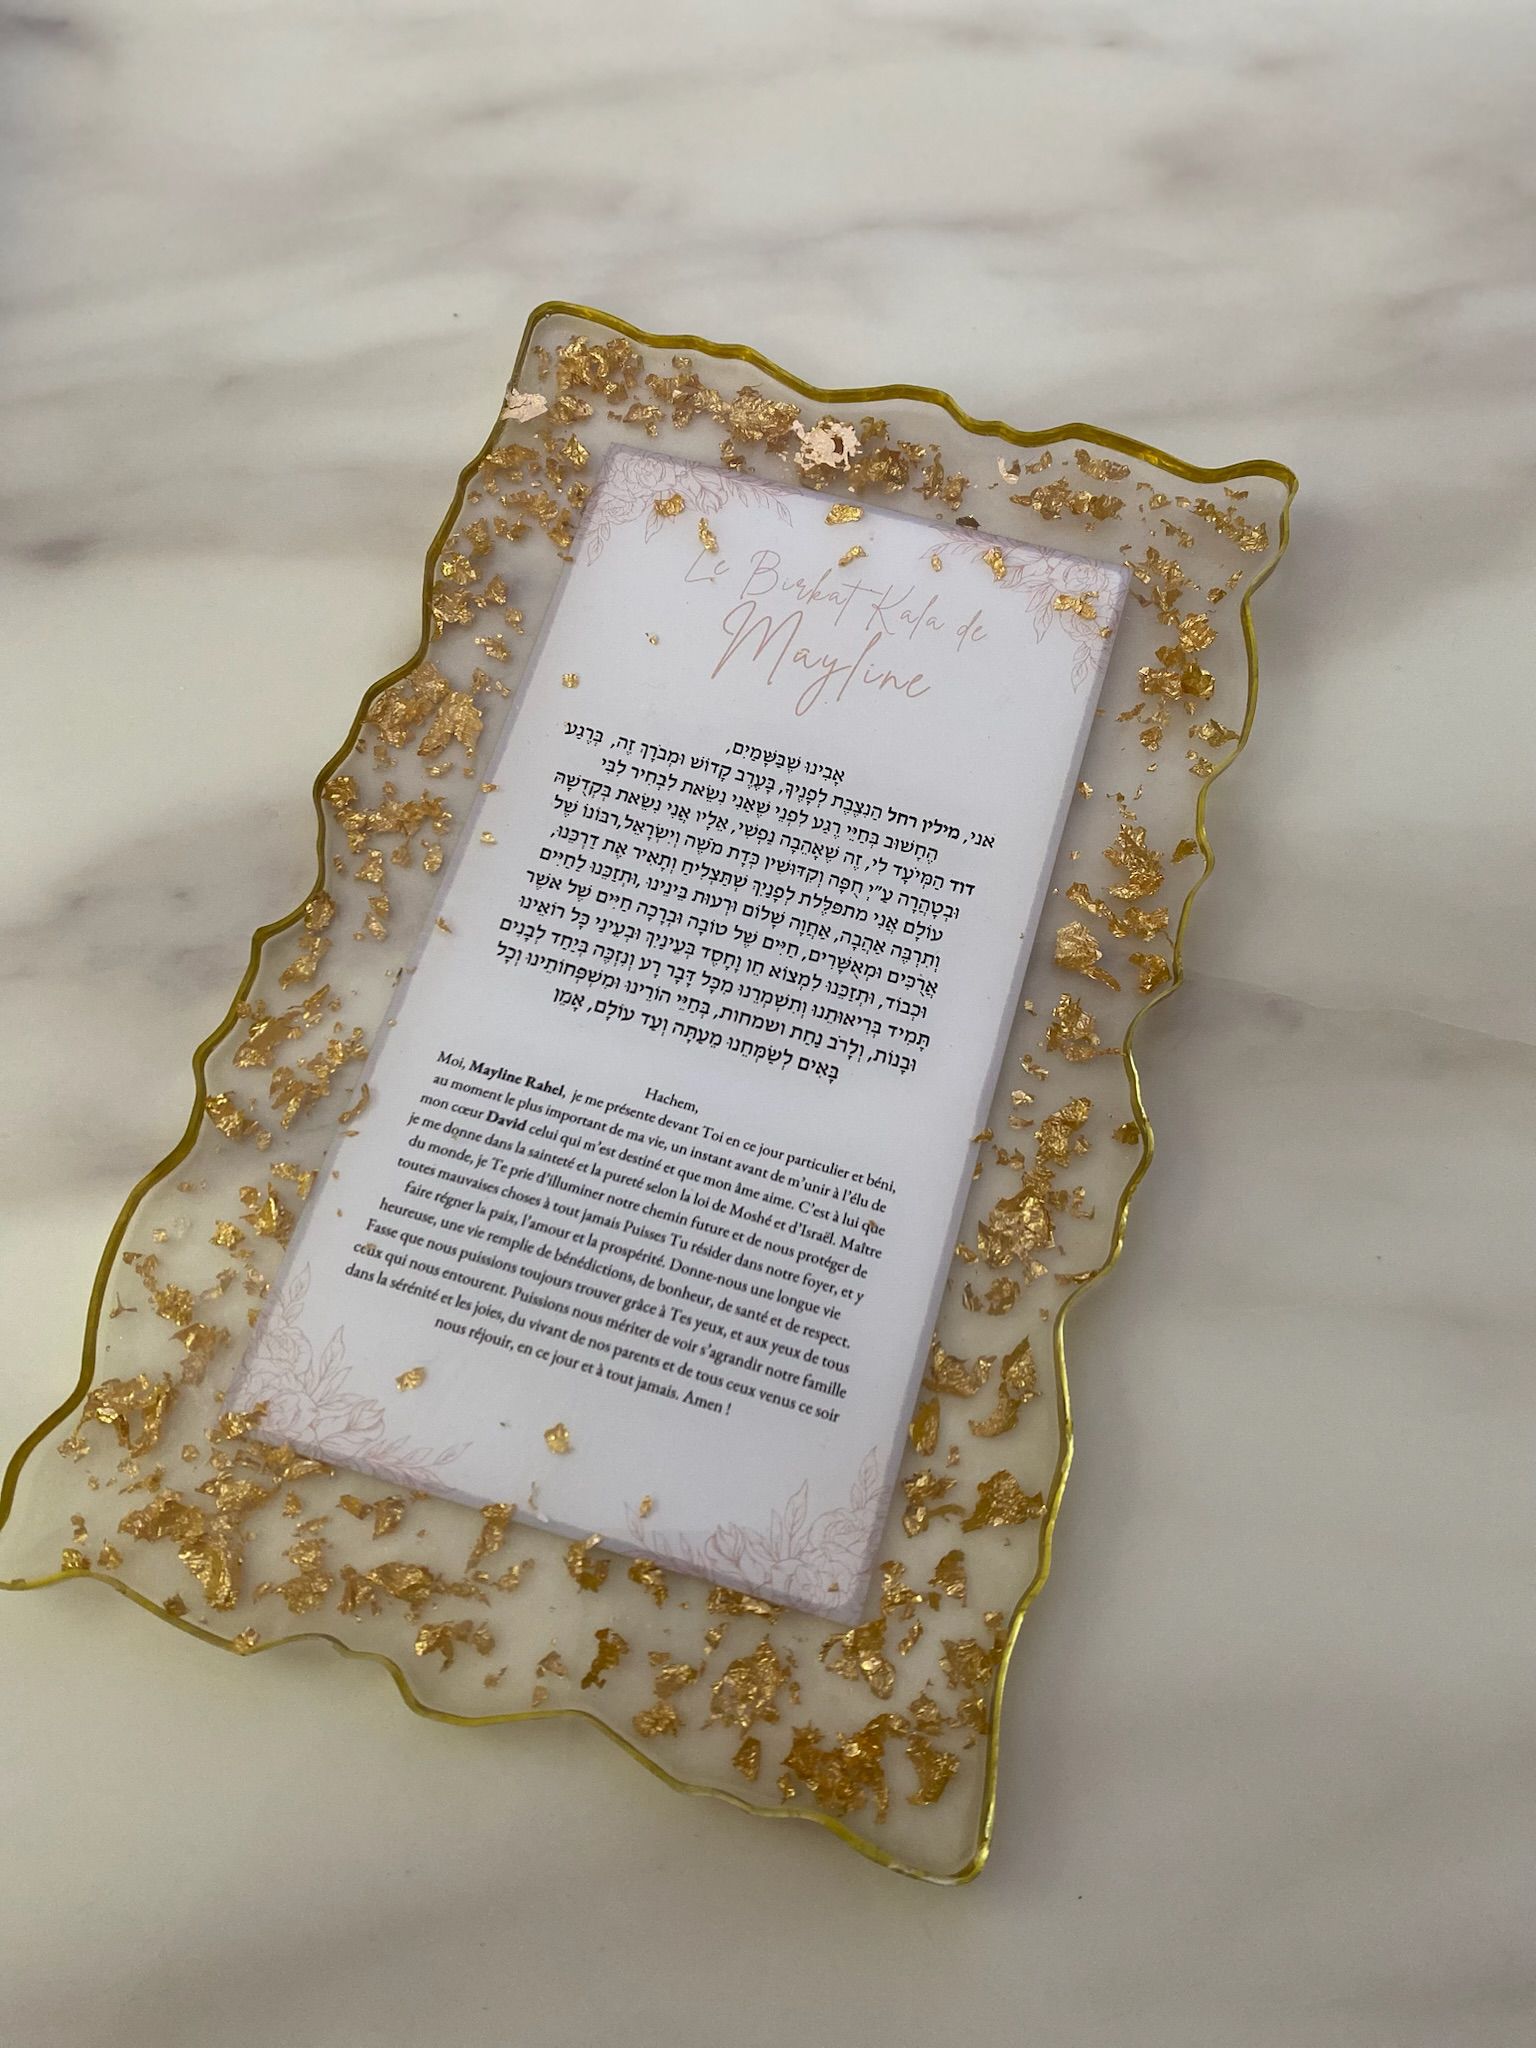 Le Birkat Kala de
Mayline
אָבִינוּ שֶׁבַּשָּׁמַיִם,
אני, מילין רחל הַנִּצֶּבֶת לְפָנֶיךָ, בָּעֶרֶב קָדוֹשׁ וּמְבֹרָךְ זֶה, בְּרֶגַע
הֶחָשׁוּב בְּחַיֵּי רֶגַע לִפְנֵי שֶׁאֲנִי נִשֵּׂאת לִבְחִיר לִבִּי
דוד הַמְּיֹעָד לִי, זֶה שֶׁאָהֲבָה נַפְשִׁי, אֵלָיו אֲנִי נִשֵּׂאת בְּקְדֻשָּׁה
וּבְטָהֳרָה עַ"י חֻפָּה וְקִדּוּשִׁין כְּדַת מֹשֶׁה וְיִשְׂרָאֵל,רִבּוֹנוֹ שֶׁל
עוֹלָם אֲנִי מִתְפַּלֶּלֶת לְפָנֶיךָ שְׁתַּצְלִיחַ וְתָאִיר אֶת דַּרְכֵּנוּ,
וְתַרְבֶּה אַהֲבָה, אַחֲוָה שָׁלוֹם וְרֵעוּת בֵּינֵינוּ ,וּתְזַכֵּנוּ לְחַיִּים
אֲרֻכִּים וּמְאֻשָּׁרִים, חַיִּים שֶׁל טוֹבָה וּבְרָכָה חַיִּים שֶׁל אשֶׁר
וּכְבוֹד, וּתְזַכֵּנוּ לִמְצוֹא חֵן וָחֶסֶד בְּעֵינֶיךָ וּבְעֵינֵי כָּל רוֹאֵינוּ
תָּמִיד בְּרִיאוּתֵנוּ וְתִשְׁמְרֵנוּ מִכָּל דָּבָר רָע וְנִזְכֶּה בְּיַחַד לְבָנִים
וּבָנוֹת, וְלָרֹב נַחַת ושמחות, בְּחַיֵּי הוֹרֵינוּ וּמִשְׁפְּחוֹתֵינוּ וְכָל
בָּאִים לְשַׂמְּחֵנוּ מֵעַתָּה וְעַד עוֹלָם, אָמֵן
Hachem,
Moi, Mayline Rahel, je me présente devant Toi en ce jour particulier et béni,
au moment le plus important de ma vie, un instant avant de m'unir à l'élu de
mon cœur David celui qui m'est destiné et que mon âme aime. C'est à lui que
je me donne dans la sainteté et la pureté selon la loi de Moshé et d'Israël. Maître
du monde, je Te prie d'illuminer notre chemin future et de nous protéger de
toutes mauvaises choses à tout jamais Puisses Tu résider dans notre foyer, et y
faire régner la paix, l'amour et la prospérité. Donne-nous une longue vie
heureuse, une vie remplie de bénédictions, de bonheur, de santé et de respect.
Fasse que nous puissions toujours trouver grâce à Tes yeux, et aux yeux de tous
ceux qui nous entourent. Puissions nous mériter de voir s'agrandir notre famille
dans la sérénité et les joies, du vivant de nos parents et de tous ceux venus ce soir
nous réjouir, en ce jour et à tout jamais. Amen !